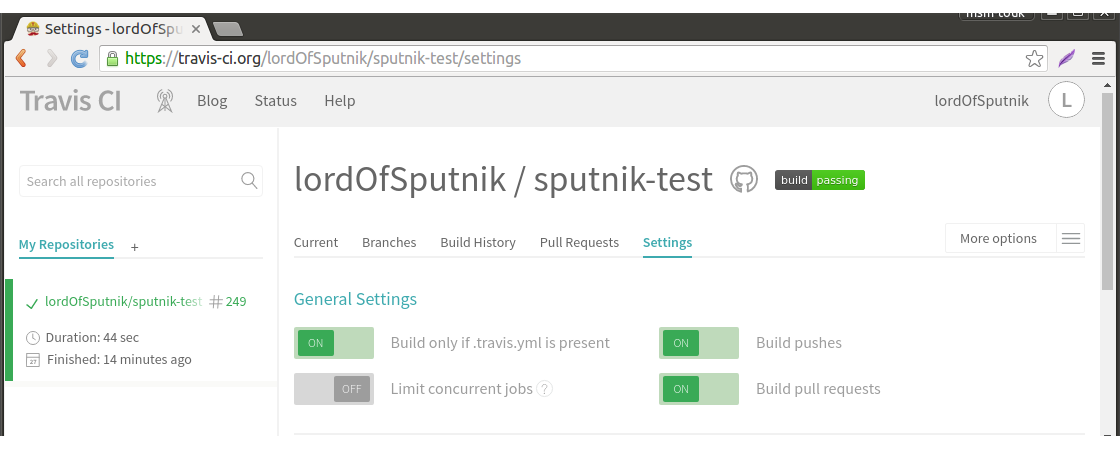 msm todk
Settings - lordOfSpu
https://travis-ci.org/lordOfSputnik/sputnik-test/settings
Travis CI Blog Status Help lordOfSputnik L
Search all repositories
lordOfSputnik / sputnik-test build passing
My Repositories +
Current Branches Build History Pull Requests Settings More options
lordOfSputnik/sputnik-test # 249
Duration: 44 sec
27 Finished: 14 minutes ago
General Settings
ON Build only if .travis.yml is present ON Build pushes
OFF Limit concurrent jobs ? ON Build pull requests